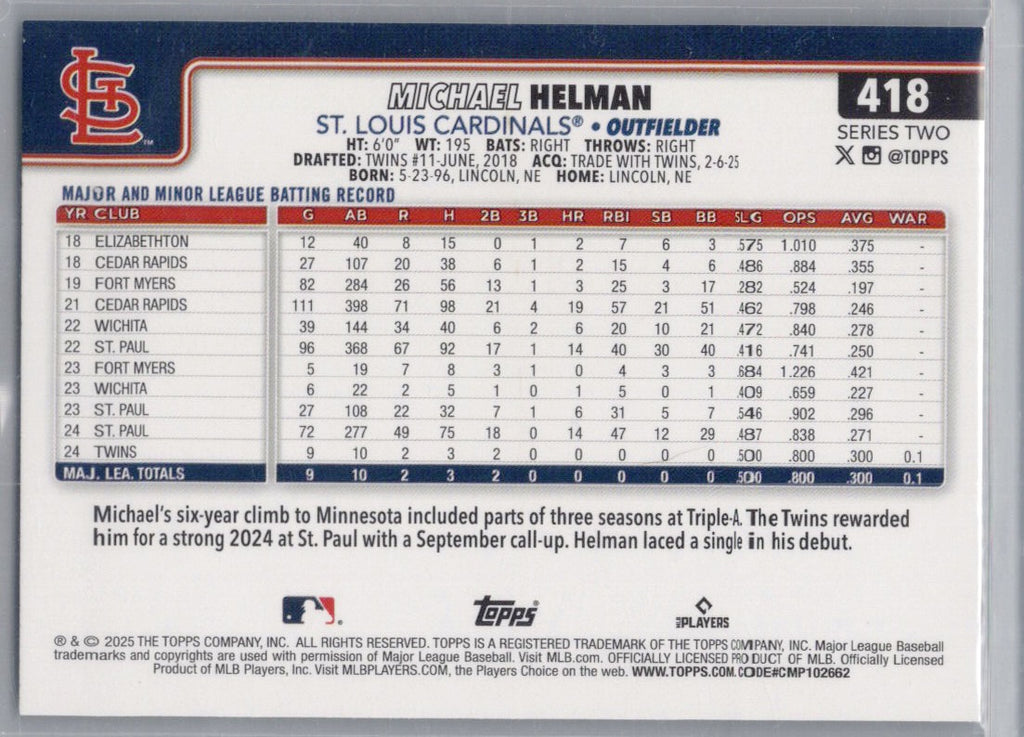 STL
TM
418
MICHAEL HELMAN
ST. LOUIS CARDINALS® • OUTFIELDER
SERIES TWO
HT: 6'0" WT: 195 BATS: RIGHT THROWS: RIGHT
@TOPPS
DRAFTED: TWINS #11-JUNE, 2018 ACQ: TRADE WITH TWINS, 2-6-25
BORN: 5-23-96, LINCOLN, NE HOME: LINCOLN, NE
MAJOR AND MINOR LEAGUE BATTING RECORD
YR CLUB G AB R H 2B 3B HR RBI SB BB SLG OPS AVG WAR
18 ELIZABETHTON 12 40 8 15 0 1 2 7 6 3 .575 1.010 .375 -
18 CEDAR RAPIDS 27 107 20 38 6 1 2 15 4 6 .486 .884 .355 -
19 FORT MYERS 82 284 26 56 13 1 3 25 3 17 .282 .524 .197 -
21 CEDAR RAPIDS 111 398 71 98 21 4 19 57 21 51 .462 .798 .246 -
22 WICHITA 39 144 34 40 6 2 6 20 10 21 .472 .840 .278 -
22 ST. PAUL 96 368 67 92 17 1 14 40 30 40 .416 .741 .250 -
23 FORT MYERS 5 19 7 8 3 1 0 4 3 3 .684 1.226 .421 -
23 WICHITA 6 22 2 5 1 0 1 5 0 1 .409 .659 .227 -
23 ST. PAUL 27 108 22 32 7 1 6 31 5 7 .546 .902 .296 -
24 ST. PAUL 72 277 49 75 18 0 14 47 12 29 .487 .838 .271 -
24 TWINS 9 10 2 3 2 0 0 0 0 0 .500 .800 .300 0.1
MAJ. LEA. TOTALS 9 10 2 3 2 0 0 0 0 0 .500 .800 .300 0.1
Michael's six-year climb to Minnesota included parts of three seasons at Triple-A. The Twins rewarded
him for a strong 2024 at St. Paul with a September call-up. Helman laced a single in his debut.
Topps
MLB PLAYERS
® & © 2025 THE TOPPS COMPANY, INC. ALL RIGHTS RESERVED. TOPPS IS A REGISTERED TRADEMARK OF THE TOPPS COMPANY, INC. Major League Baseball
trademarks and copyrights are used with permission of Major League Baseball. Visit MLB.com. OFFICIALLY LICENSED PRODUCT OF MLB. Officially Licensed
Product of MLB Players, Inc. Visit MLBPLAYERS.COM, the Players Choice on the web. WWW.TOPPS.COM. CODE#CMP102662